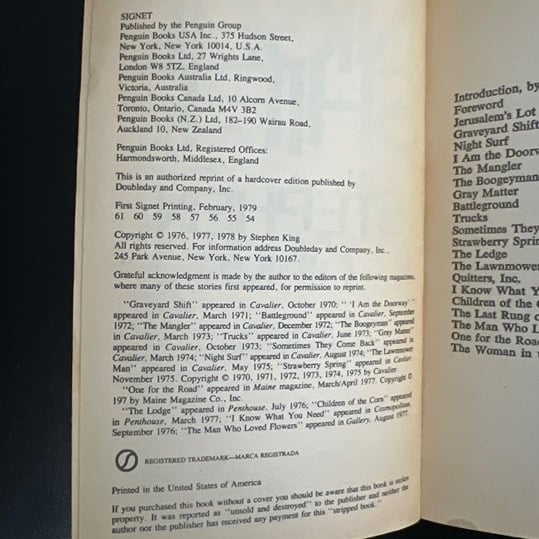 SIGNET
Published by the Penguin Group
Penguin Books USA Inc., 375 Hudson Street,
New York, New York 10014, U.S.A.
Penguin Books Ltd, 27 Wrights Lane,
London W8 5TZ, England
Penguin Books Australia Ltd, Ringwood,
Victoria, Australia
Penguin Books Canada Ltd, 10 Alcorn Avenue,
Toronto, Ontario, Canada M4V 3B2
Penguin Books (N.Z.) Ltd, 182–190 Wairau Road,
Auckland 10, New Zealand
Penguin Books Ltd, Registered Offices:
Harmondsworth, Middlesex, England
This is an authorized reprint of a hardcover edition published by
Doubleday and Company, Inc.
First Signet Printing, February, 1979
61 60 59 58 57 56 55 54
Copyright © 1976, 1977, 1978 by Stephen King
All rights reserved. For information address Doubleday and Company, Inc.,
245 Park Avenue, New York, New York 10167.
Grateful acknowledgment is made by the author to the editors of the following magazines,
where many of these stories first appeared, for permission to reprint.
"Graveyard Shift" appeared in Cavalier, October 1970; " 'I Am the Doorway' "
appeared in Cavalier, March 1971; "Battleground" appeared in Cavalier, September
1972; "The Mangler" appeared in Cavalier, December 1972; "The Boogeyman" appeared
in Cavalier, March 1973; "Trucks" appeared in Cavalier, June 1973; "Gray Matter"
appeared in Cavalier, October 1973; "Sometimes They Come Back" appeared in
Cavalier, March 1974; "Night Surf" appeared in Cavalier, August 1974; "The Lawnmower
Man" appeared in Cavalier, May 1975; "Strawberry Spring" appeared in Cavalier,
November 1975. Copyright © 1970, 1971, 1972, 1973, 1974, 1975 by Cavalier.
"One for the Road" appeared in Maine magazine, March/April 1977. Copyright ©
197 by Maine Magazine Co., Inc.
"The Lodge" appeared in Penthouse, July 1976; "Children of the Corn" appeared
in Penthouse, March 1977; "I Know What You Need" appeared in Cosmopolitan,
September 1976; "The Man Who Loved Flowers" appeared in Gallery, August 1977.
REGISTERED TRADEMARK—MARCA REGISTRADA
Printed in the United States of America
If you purchased this book without a cover you should be aware that this book is stolen
property. It was reported as "unsold and destroyed" to the publisher and neither the
author nor the publisher has received any payment for this "stripped book."
Introduction, by
Foreword
Jerusalem's Lot
Graveyard Shift
Night Surf
I Am the Doorw
The Mangler
The Boogeyman
Gray Matter
Battleground
Trucks
Sometimes They
Strawberry Sprin
The Ledge
The Lawnmower
Quitters, Inc.
I Know What Y
Children of the
The Last Rung o
The Man Who L
One for the Road
The Woman in